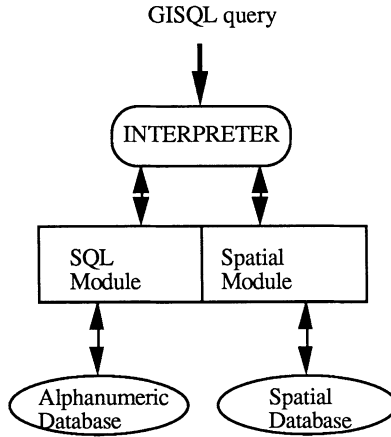 GISQL query
INTERPRETER
SQL
Module
Spatial
Module
Alphanumeric
Database
Spatial
Database